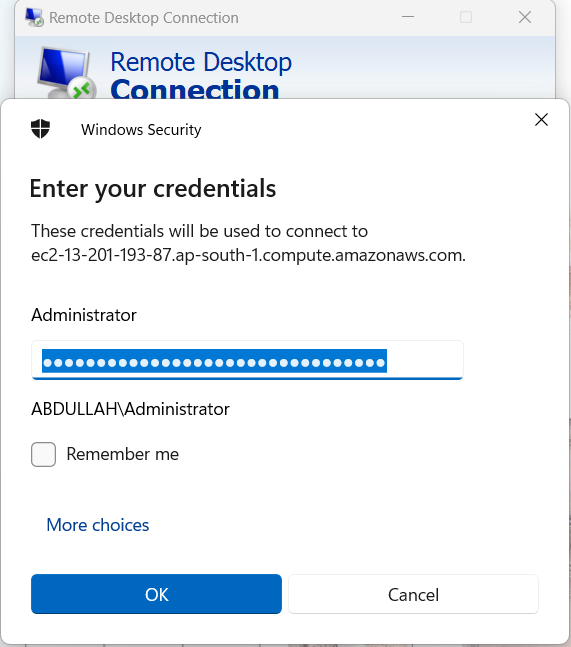 Remote Desktop Connection
Remote Desktop
Connection
Windows Security
Enter your credentials
These credentials will be used to connect to
ec2-13-201-193-87.ap-south-1.compute.amazonaws.com.
Administrator
••••••••••••••••••••••••••••••••
ABDULLAH\Administrator
Remember me
More choices
OK
Cancel